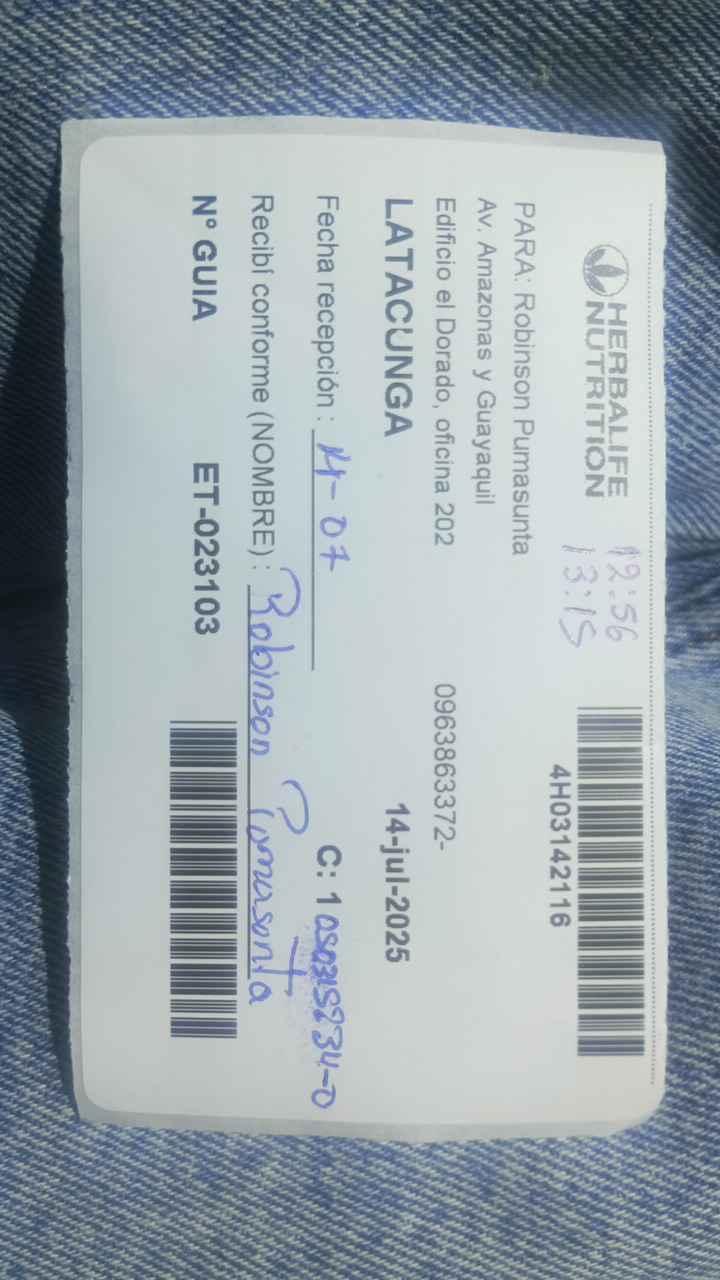 HERBALIFE
NUTRITION
12:56
13:15
4H03142116
PARA: Robinson Pumasunta
Av. Amazonas y Guayaquil
Edificio el Dorado, oficina 202 0963863372-
LATACUNGA 14-jul-2025
Fecha recepción : 14-07 C: 1
Recibí conforme (NOMBRE) : Robinson Pumasunta
N° GUIA ET-023103